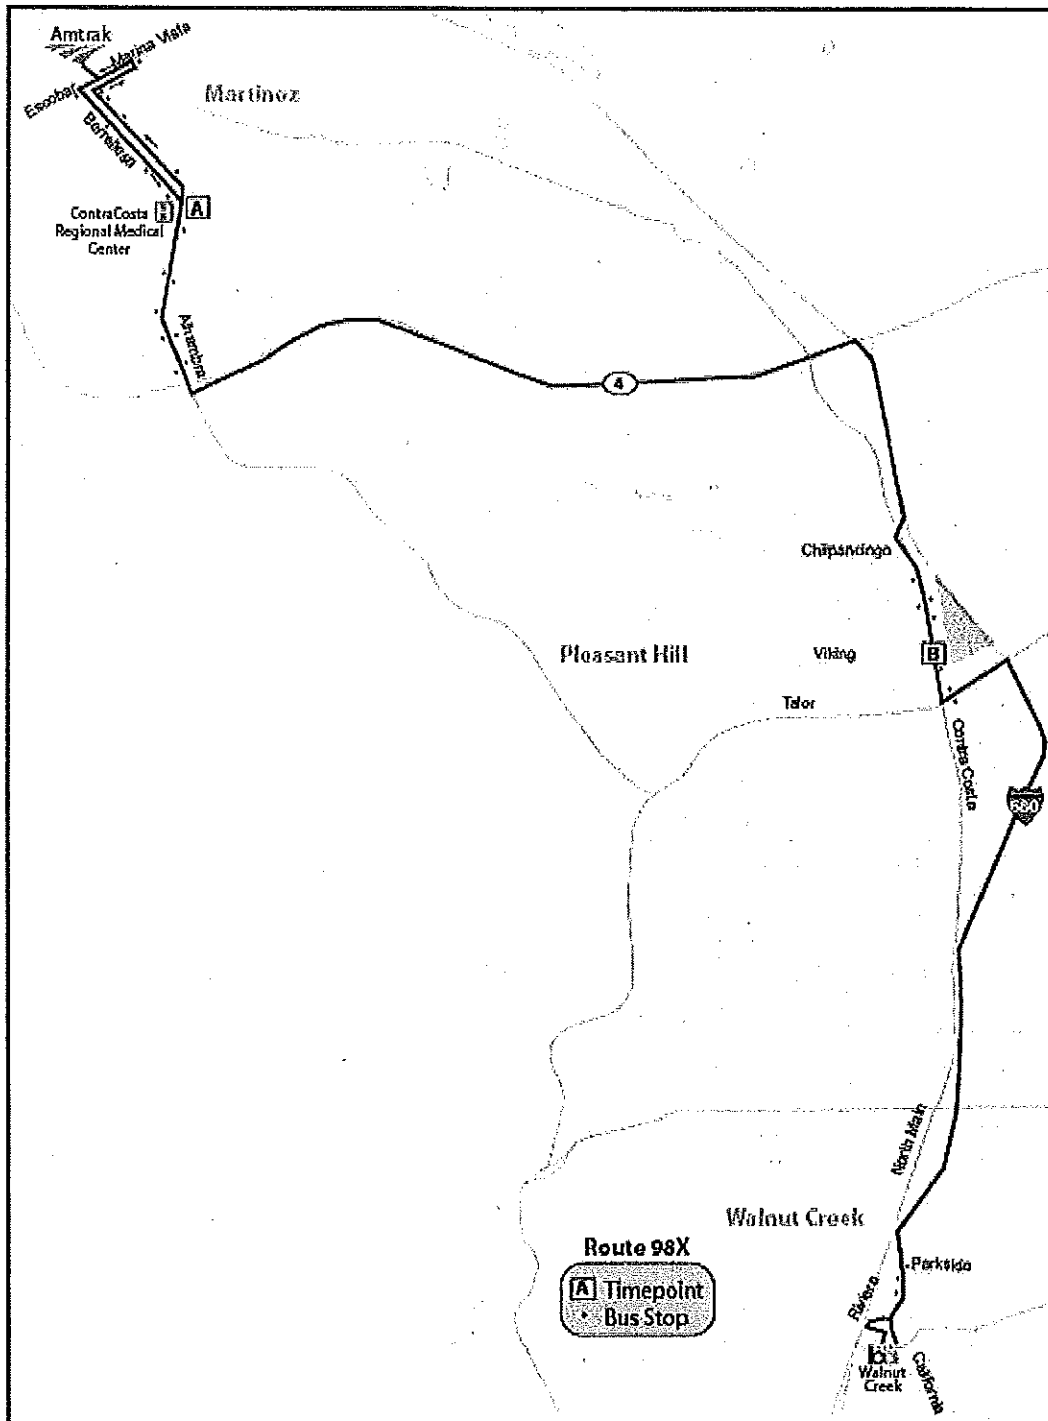 Amtrak
Marina Vista
Escobar
Martinez
Berrellesa
A
Contra Costa
Regional Medical
Center
Alhambra
4
Chilpancingo
Pleasant Hill
Viking
B
Taylor
Contra Costa
680
North Main
Walnut Creek
Route 98X
A Timepoint
Bus Stop
Parkside
Riviera
Walnut
Creek
California